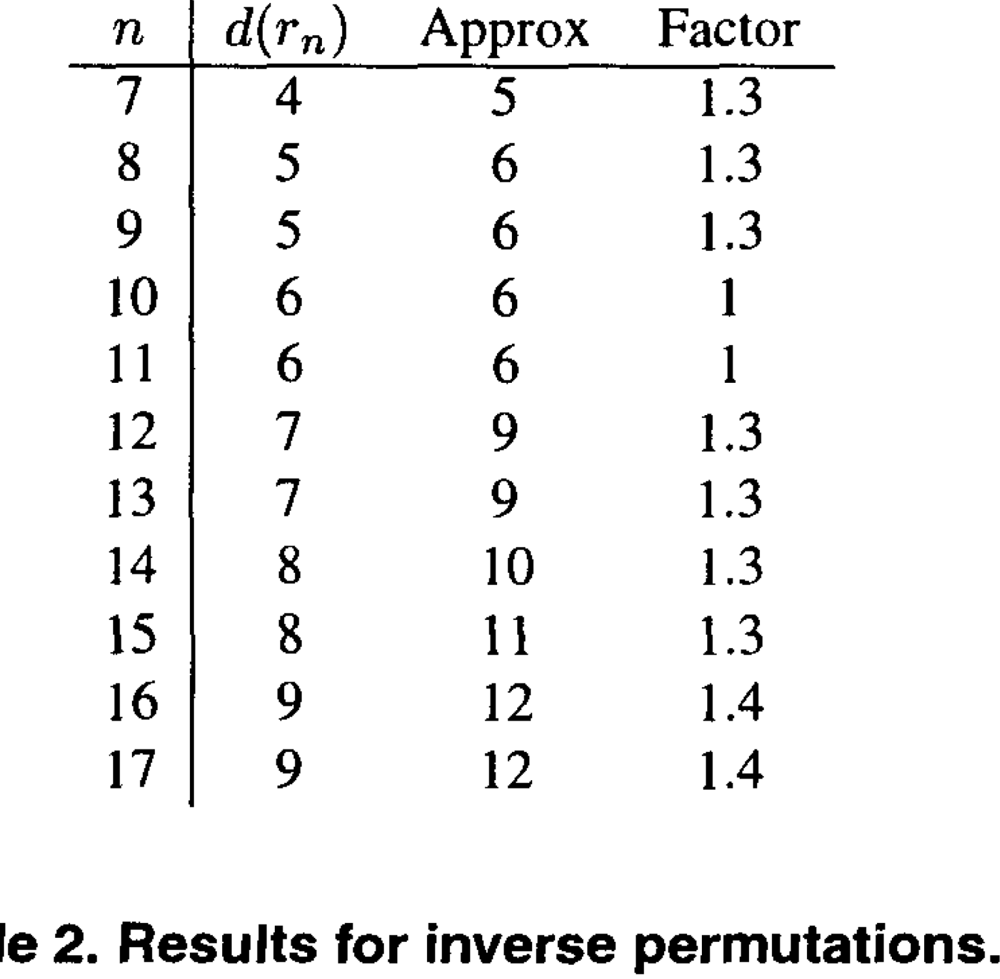 n d(rₙ) Approx Factor
7 4 5 1.3
8 5 6 1.3
9 5 6 1.3
10 6 6 1
11 6 6 1
12 7 9 1.3
13 7 9 1.3
14 8 10 1.3
15 8 11 1.3
16 9 12 1.4
17 9 12 1.4
le 2. Results for inverse permutations.